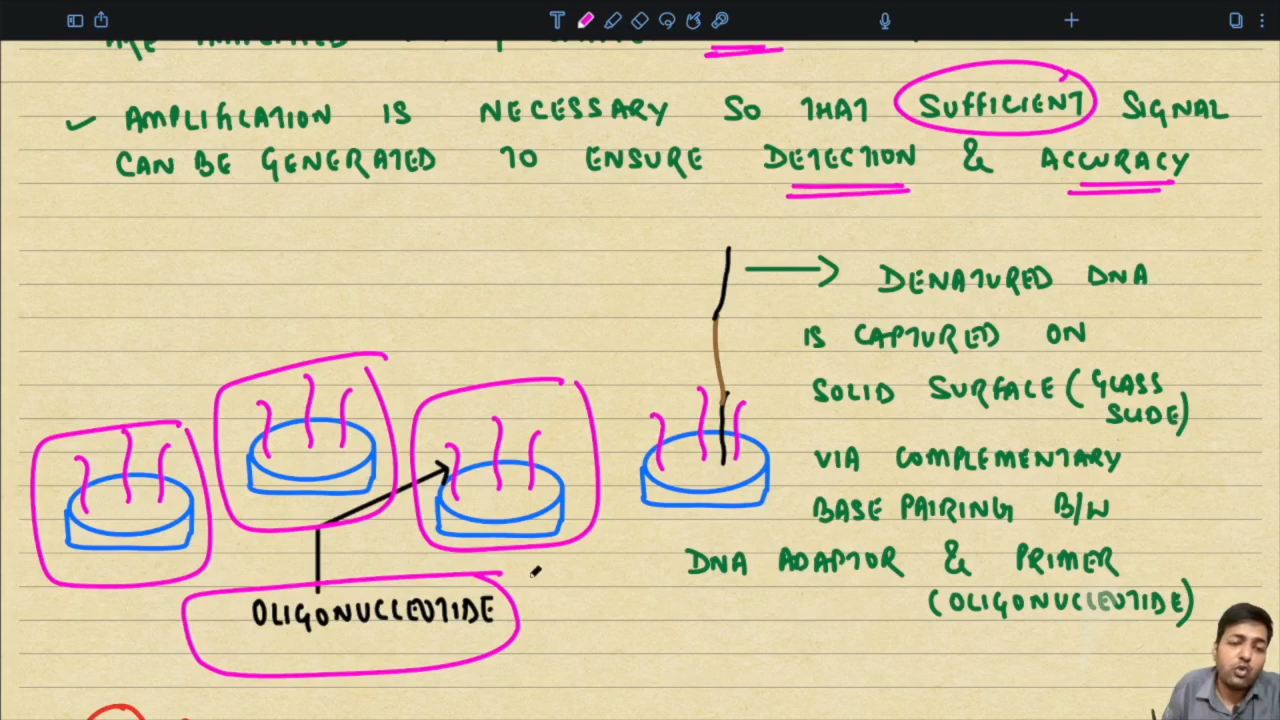 ✓ AMPLIFICATION IS NECESSARY SO THAT SUFFICIENT SIGNAL
CAN BE GENERATED TO ENSURE DETECTION & ACCURACY
→ DENATURED DNA
IS CAPTURED ON
SOLID SURFACE (GLASS
SLIDE)
VIA COMPLEMENTARY
BASE PAIRING B/W
DNA ADAPTOR & PRIMER
(OLIGONUCLEOTIDE)
OLIGONUCLEOTIDE